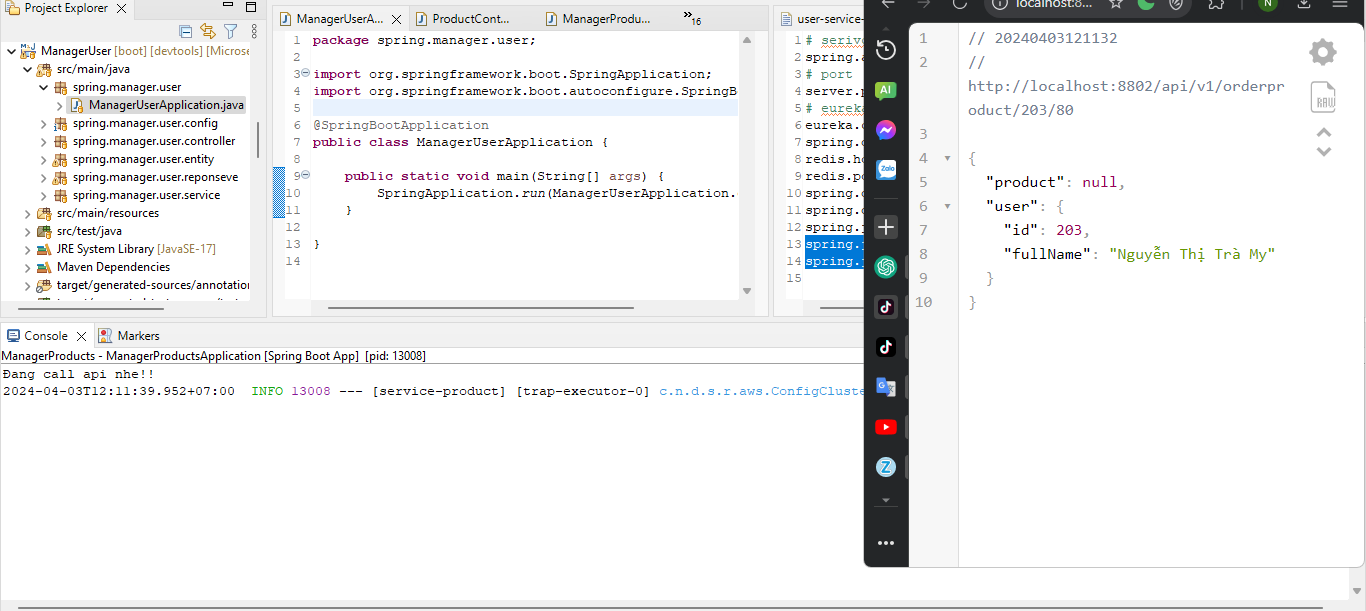 Project Explorer
ManagerUser [boot] [devtools] [Microse
src/main/java
spring.manager.user
ManagerUserApplication.java
spring.manager.user.config
spring.manager.user.controller
spring.manager.user.entity
spring.manager.user.reponseve
spring.manager.user.service
src/main/resources
src/test/java
JRE System Library [JavaSE-17]
Maven Dependencies
target/generated-sources/annotation
ManagerUserA...
ProductCont...
ManagerProdu...
»16
1 package spring.manager.user;
2
3 import org.springframework.boot.SpringApplication;
4 import org.springframework.boot.autoconfigure.SpringB
5
6 @SpringBootApplication
7 public class ManagerUserApplication {
8
9 public static void main(String[] args) {
10 SpringApplication.run(ManagerUserApplication.
11 }
12
13 }
14
user-service-
1 # seriv
2 spring.a
3 # port
4 server.p
5 # eureka
6 eureka.c
7 spring.c
8 redis.ho
9 redis.po
10 spring.c
11 spring.c
12 spring.j
13 spring.j
14 spring.j
15
localhost:8...
N
AI
Zalo
Z
1 // 20240403121132
2 //
http://localhost:8802/api/v1/orderpr
oduct/203/80
3
4 {
5 "product": null,
6 "user": {
7 "id": 203,
8 "fullName": "Nguyễn Thị Trà My"
9 }
10 }
RAW
Console
Markers
ManagerProducts - ManagerProductsApplication [Spring Boot App] [pid: 13008]
Đang call api nhe!!
2024-04-03T12:11:39.952+07:00 INFO 13008 --- [service-product] [trap-executor-0] c.n.d.s.r.aws.ConfigCluste